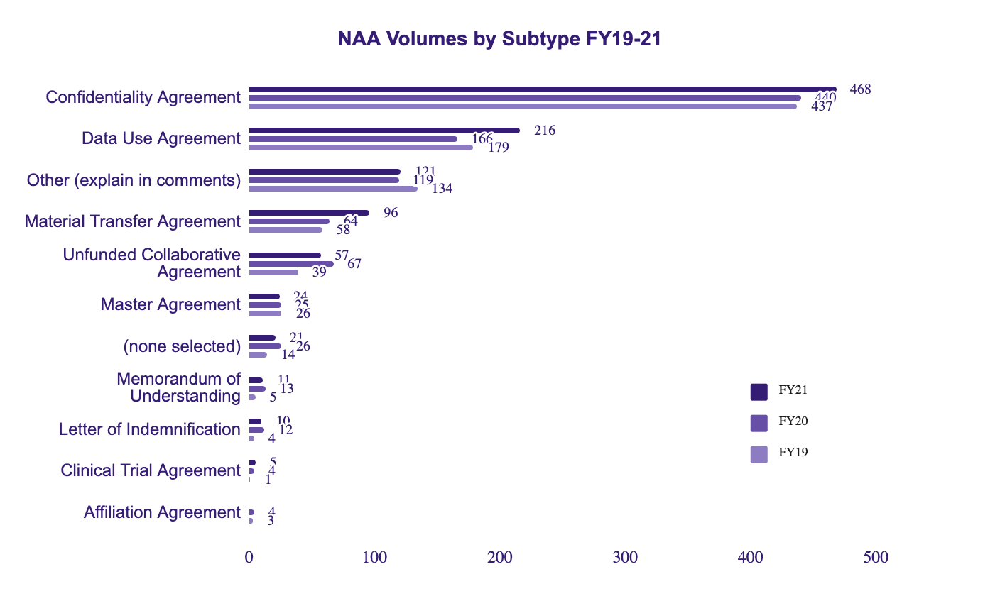 NAA Volumes by Subtype FY19-21
Confidentiality Agreement
468
440
437
Data Use Agreement
216
166
179
Other (explain in comments)
121
119
134
Material Transfer Agreement
96
64
58
Unfunded Collaborative
Agreement
57
67
39
Master Agreement
24
25
26
(none selected)
21
26
14
Memorandum of
Understanding
11
13
5
Letter of Indemnification
10
12
4
Clinical Trial Agreement
5
4
1
Affiliation Agreement
4
3
FY21
FY20
FY19
0 100 200 300 400 500